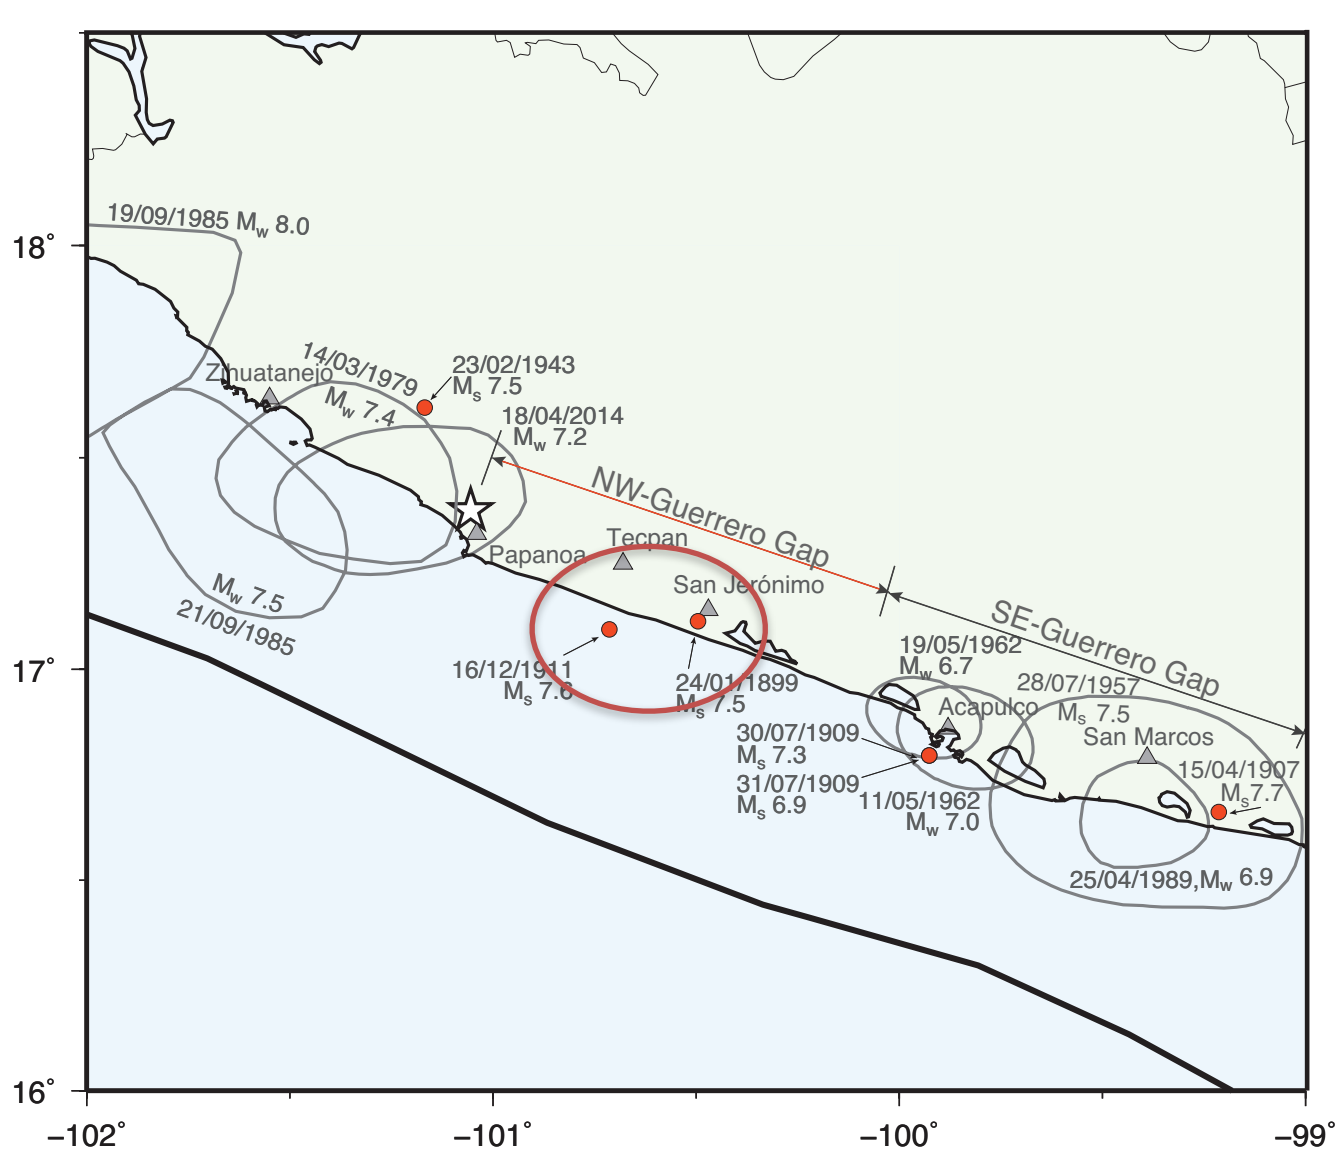 19/09/1985 Mw 8.0
18°
14/03/1979
Mw 7.4
Zihuatanejo
23/02/1943
Ms 7.5
18/04/2014
Mw 7.2
NW-Guerrero Gap
Tecpan
Papanoa
San Jerónimo
Mw 7.5
21/09/1985
SE-Guerrero Gap
17°
16/12/1911
Ms 7.6
24/01/1899
Ms 7.5
19/05/1962
Mw 6.7
28/07/1957
Ms 7.5
Acapulco
San Marcos
30/07/1909
Ms 7.3
31/07/1909
Ms 6.9
11/05/1962
Mw 7.0
15/04/1907
Ms7.7
25/04/1989,Mw 6.9
16°
−102°
−101°
−100°
−99°